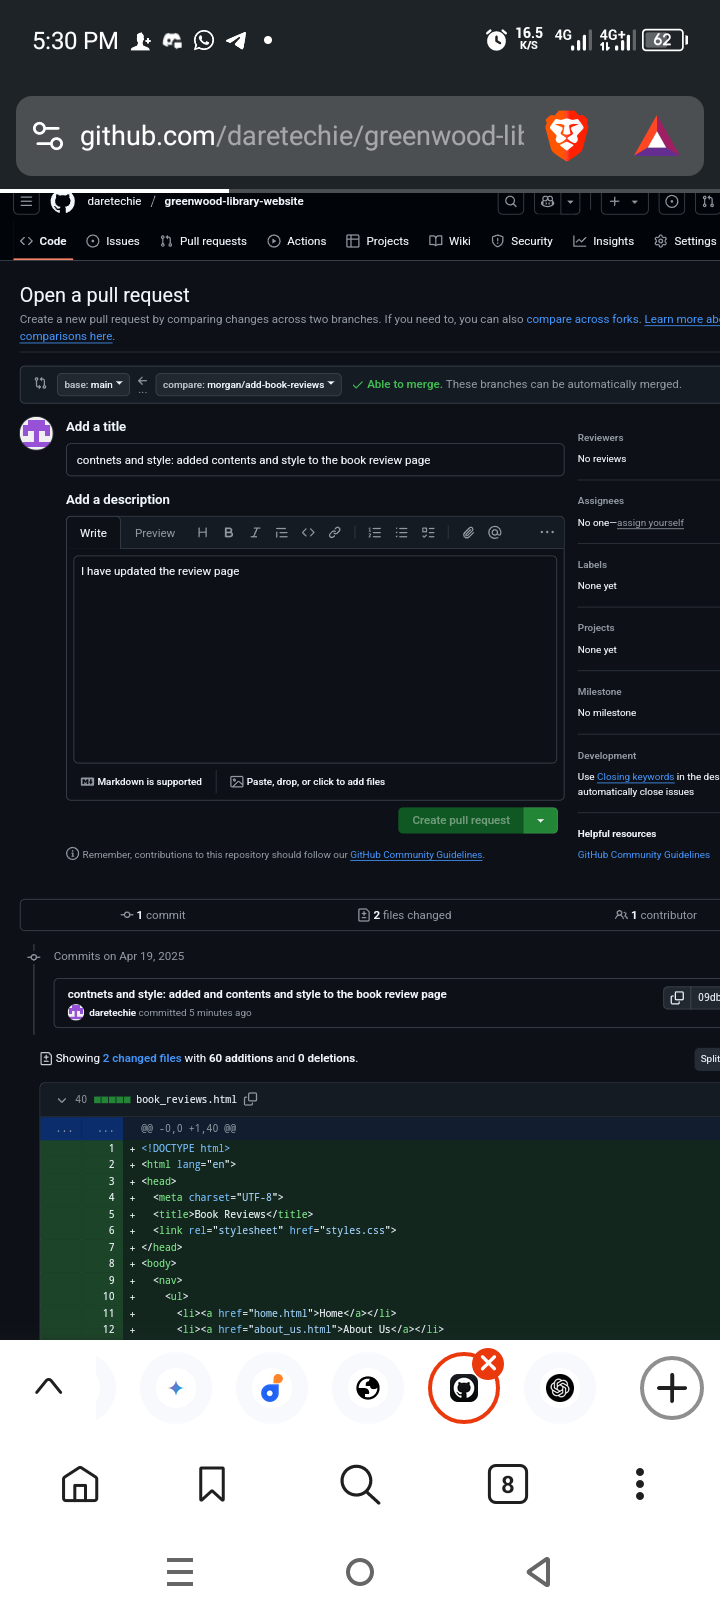 5:30 PM
16.5 K/S
4G
4G+
62
github.com/daretechie/greenwood-lib
daretechie / greenwood-library-website
Code Issues Pull requests Actions Projects Wiki Security Insights Settings
Open a pull request
Create a new pull request by comparing changes across two branches. If you need to, you can also compare across forks. Learn more abo
comparisons here.
base: main compare: morgan/add-book-reviews Able to merge. These branches can be automatically merged.
...
Add a title
contnets and style: added contents and style to the book review page
Add a description
Write Preview H B I
I have updated the review page
Markdown is supported Paste, drop, or click to add files
Create pull request
Remember, contributions to this repository should follow our GitHub Community Guidelines.
Reviewers
No reviews
Assignees
No one—assign yourself
Labels
None yet
Projects
None yet
Milestone
No milestone
Development
Use Closing keywords in the des
automatically close issues
Helpful resources
GitHub Community Guidelines
1 commit 2 files changed 1 contributor
Commits on Apr 19, 2025
contnets and style: added and contents and style to the book review page
daretechie committed 5 minutes ago
09db
Showing 2 changed files with 60 additions and 0 deletions.
Split
40 book_reviews.html
... ... @@ -0,0 +1,40 @@
1 + <!DOCTYPE html>
2 + <html lang="en">
3 + <head>
4 + <meta charset="UTF-8">
5 + <title>Book Reviews</title>
6 + <link rel="stylesheet" href="styles.css">
7 + </head>
8 + <body>
9 + <nav>
10 + <ul>
11 + <li><a href="home.html">Home</a></li>
12 + <li><a href="about_us.html">About Us</a></li>
8